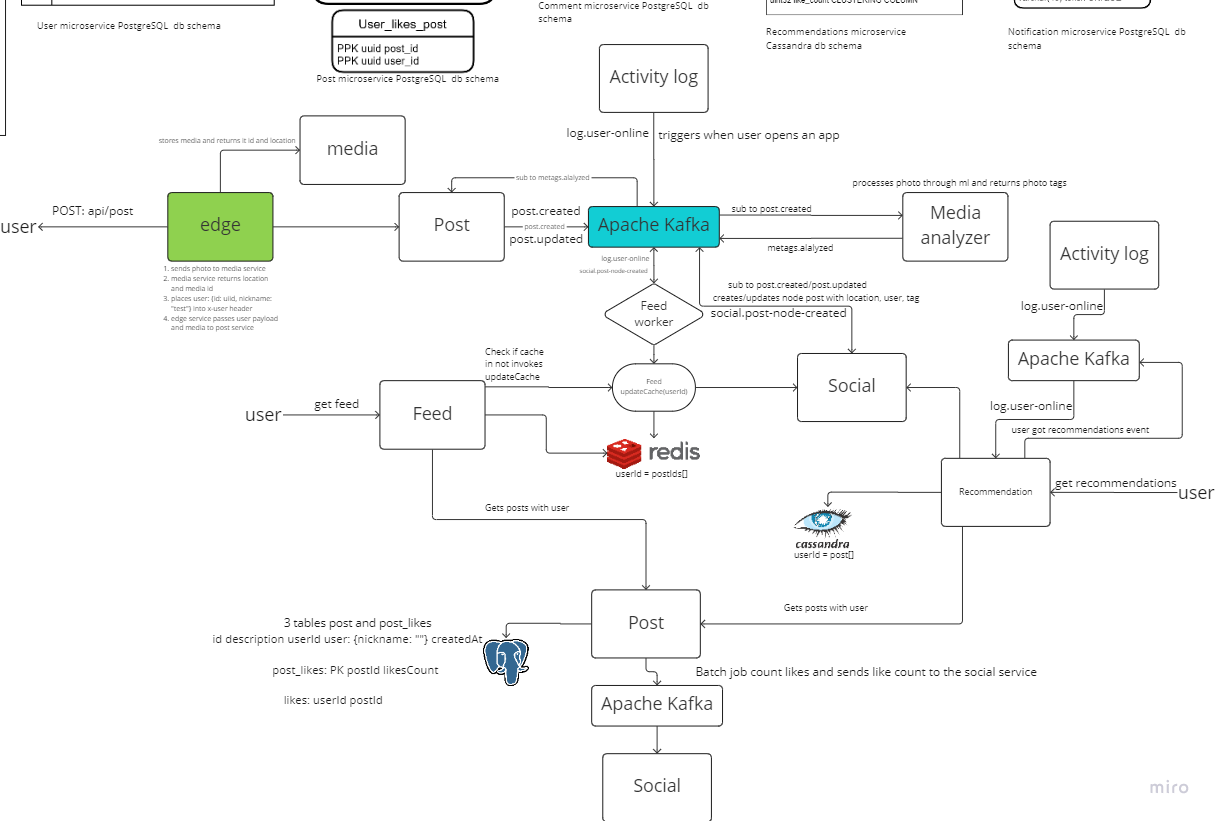 uint32 like_count CLUSTERING COLUMN
User microservice PostgreSQL db schema
User_likes_post
PPK uuid post_id
PPK uuid user_id
Post microservice PostgreSQL db schema
Comment microservice PostgreSQL db
schema
Recommendations microservice
Cassandra db schema
Notification microservice PostgreSQL db
schema
Activity log
log.user-online
triggers when user opens an app
stores media and returns it id and location
media
sub to metags.alalyzed
processes photo through ml and returns photo tags
user
POST: api/post
edge
Post
post.created
post.created
post.updated
Apache Kafka
sub to post.created
metags.alalyzed
Media
analyzer
1. sends photo to media service
2. media service returns location
and media id
3. places user: {id: uiid, nickname:
"test"} into x-user header
4. edge service passes user payload
and media to post service
log.user-online
social.post-node-created
Feed
worker
sub to post.created/post.updated
creates/updates node post with location, user, tag
social.post-node-created
Activity log
log.user-online
Apache Kafka
log.user-online
user got recommendations event
Check if cache
in not invokes
updateCache
Feed
updateCache(userId)
Social
user
get feed
Feed
redis
userId = postIds[]
Recommendation
get recommendations
user
Gets posts with user
cassandra
userId = post[]
Gets posts with user
Post
3 tables post and post_likes
id description userId user: {nickname: ""} createdAt
post_likes: PK postId likesCount
likes: userId postId
Batch job count likes and sends like count to the social service
Apache Kafka
Social
miro